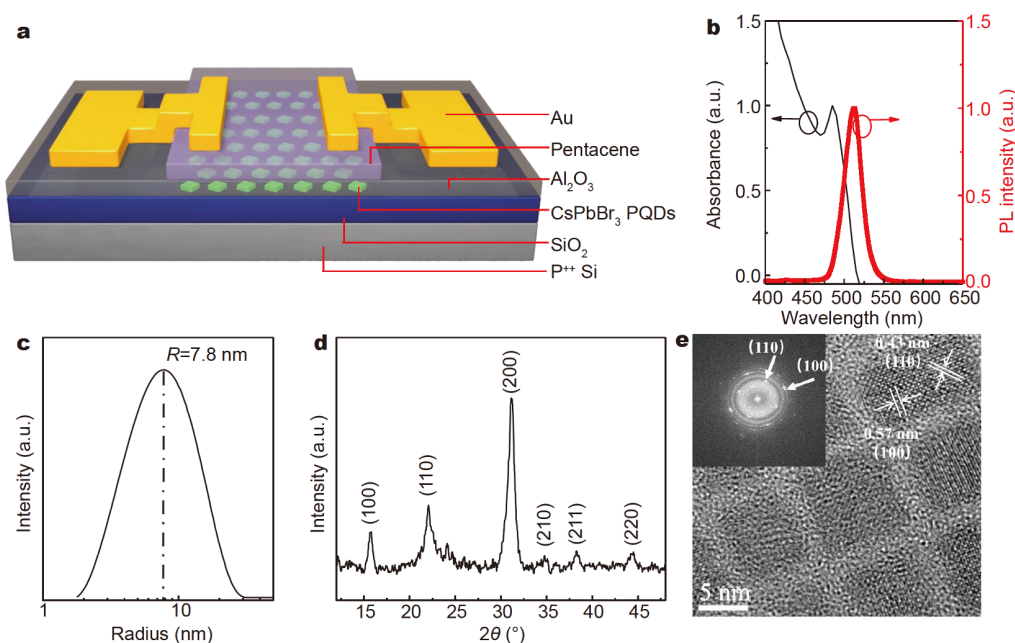 a
Au
Pentacene
Al₂O₃
CsPbBr₃ PQDs
SiO₂
P⁺⁺ Si
b
1.5
1.0
0.5
0.0
Absorbance (a.u.)
1.5
1.0
0.5
0.0
PL intensity (a.u.)
400 450 500 550 600 650
Wavelength (nm)
c
R=7.8 nm
Intensity (a.u.)
1 10
Radius (nm)
d
(100)
(110)
(200)
(210)
(211)
(220)
Intensity (a.u.)
15 20 25 30 35 40 45
2θ (°)
e
(110)
(100)
0.43 nm
(110)
0.57 nm
(100)
5 nm